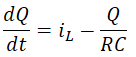 dQ/dt = i_L − Q/RC